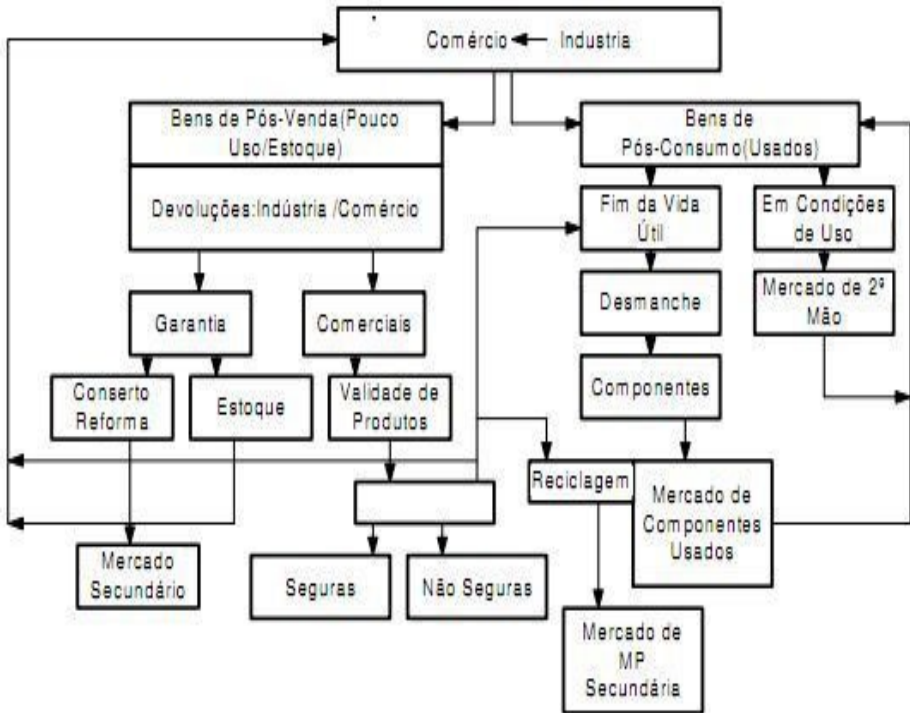 Comércio
Industria
Bens de Pós-Venda(Pouco
Uso/Estoque)
Devoluções:Indústria /Comércio
Garantia
Comerciais
Conserto
Reforma
Estoque
Validade de
Produtos
Mercado
Secundário
Seguras
Não Seguras
Bens de
Pós-Consumo(Usados)
Fim da Vida
Útil
Em Condições
de Uso
Desmanche
Mercado de 2ª
Mão
Componentes
Reciclagem
Mercado de
Componentes
Usados
Mercado de
MP
Secundária